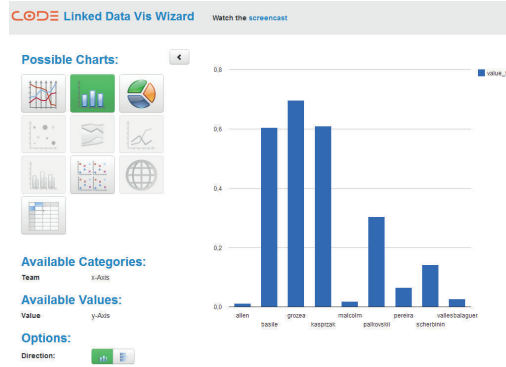 CODE Linked Data Vis Wizard Watch the screencast
Possible Charts:
Available Categories:
Team x-Axis
Available Values:
Value y-Axis
Options:
Direction:
0,8
0,6
0,4
0,2
0,0
allen
basile
grozea
kasprzak
malcolm
palkovskii
pereira
scherbinin
vallesbalaguer